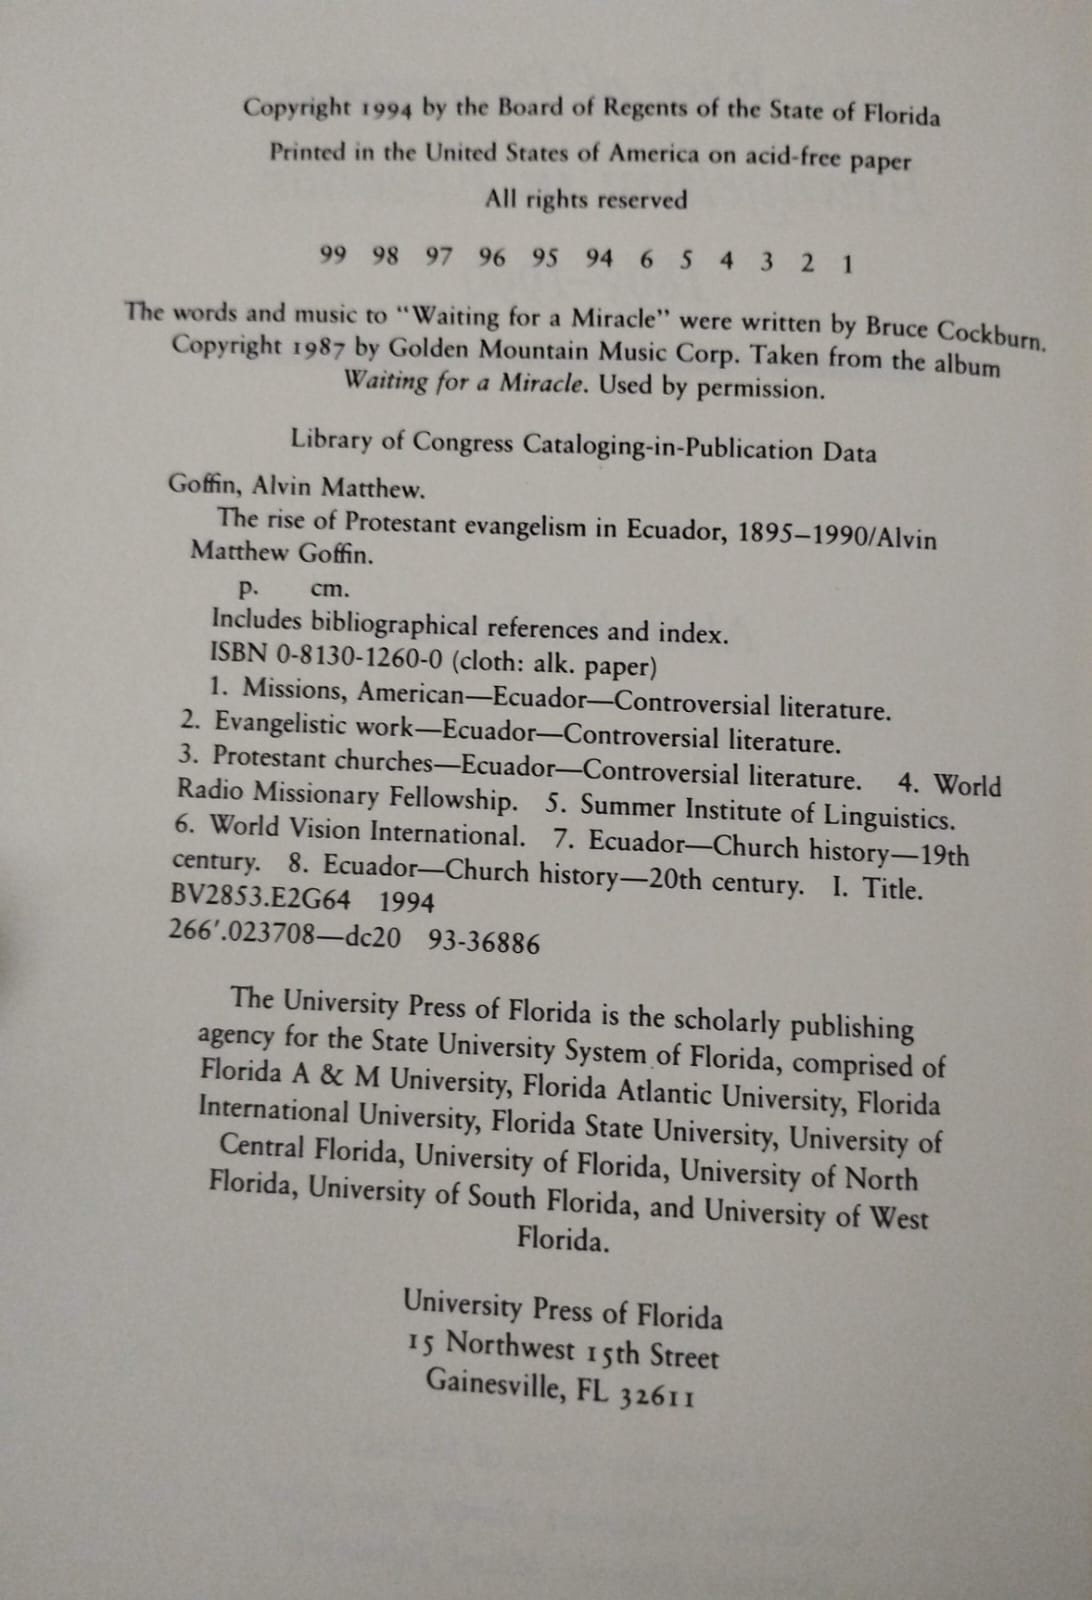 Copyright 1994 by the Board of Regents of the State of Florida
Printed in the United States of America on acid-free paper
All rights reserved
99 98 97 96 95 94 6 5 4 3 2 1
The words and music to “Waiting for a Miracle” were written by Bruce Cockburn.
Copyright 1987 by Golden Mountain Music Corp. Taken from the album
Waiting for a Miracle. Used by permission.
Library of Congress Cataloging-in-Publication Data
Goffin, Alvin Matthew.
The rise of Protestant evangelism in Ecuador, 1895–1990/Alvin
Matthew Goffin.
p. cm.
Includes bibliographical references and index.
ISBN 0-8130-1260-0 (cloth: alk. paper)
1. Missions, American—Ecuador—Controversial literature.
2. Evangelistic work—Ecuador—Controversial literature.
3. Protestant churches—Ecuador—Controversial literature. 4. World
Radio Missionary Fellowship. 5. Summer Institute of Linguistics.
6. World Vision International. 7. Ecuador—Church history—19th
century. 8. Ecuador—Church history—20th century. I. Title.
BV2853.E2G64 1994
266′.023708—dc20 93-36886
The University Press of Florida is the scholarly publishing
agency for the State University System of Florida, comprised of
Florida A & M University, Florida Atlantic University, Florida
International University, Florida State University, University of
Central Florida, University of Florida, University of North
Florida, University of South Florida, and University of West
Florida.
University Press of Florida
15 Northwest 15th Street
Gainesville, FL 32611